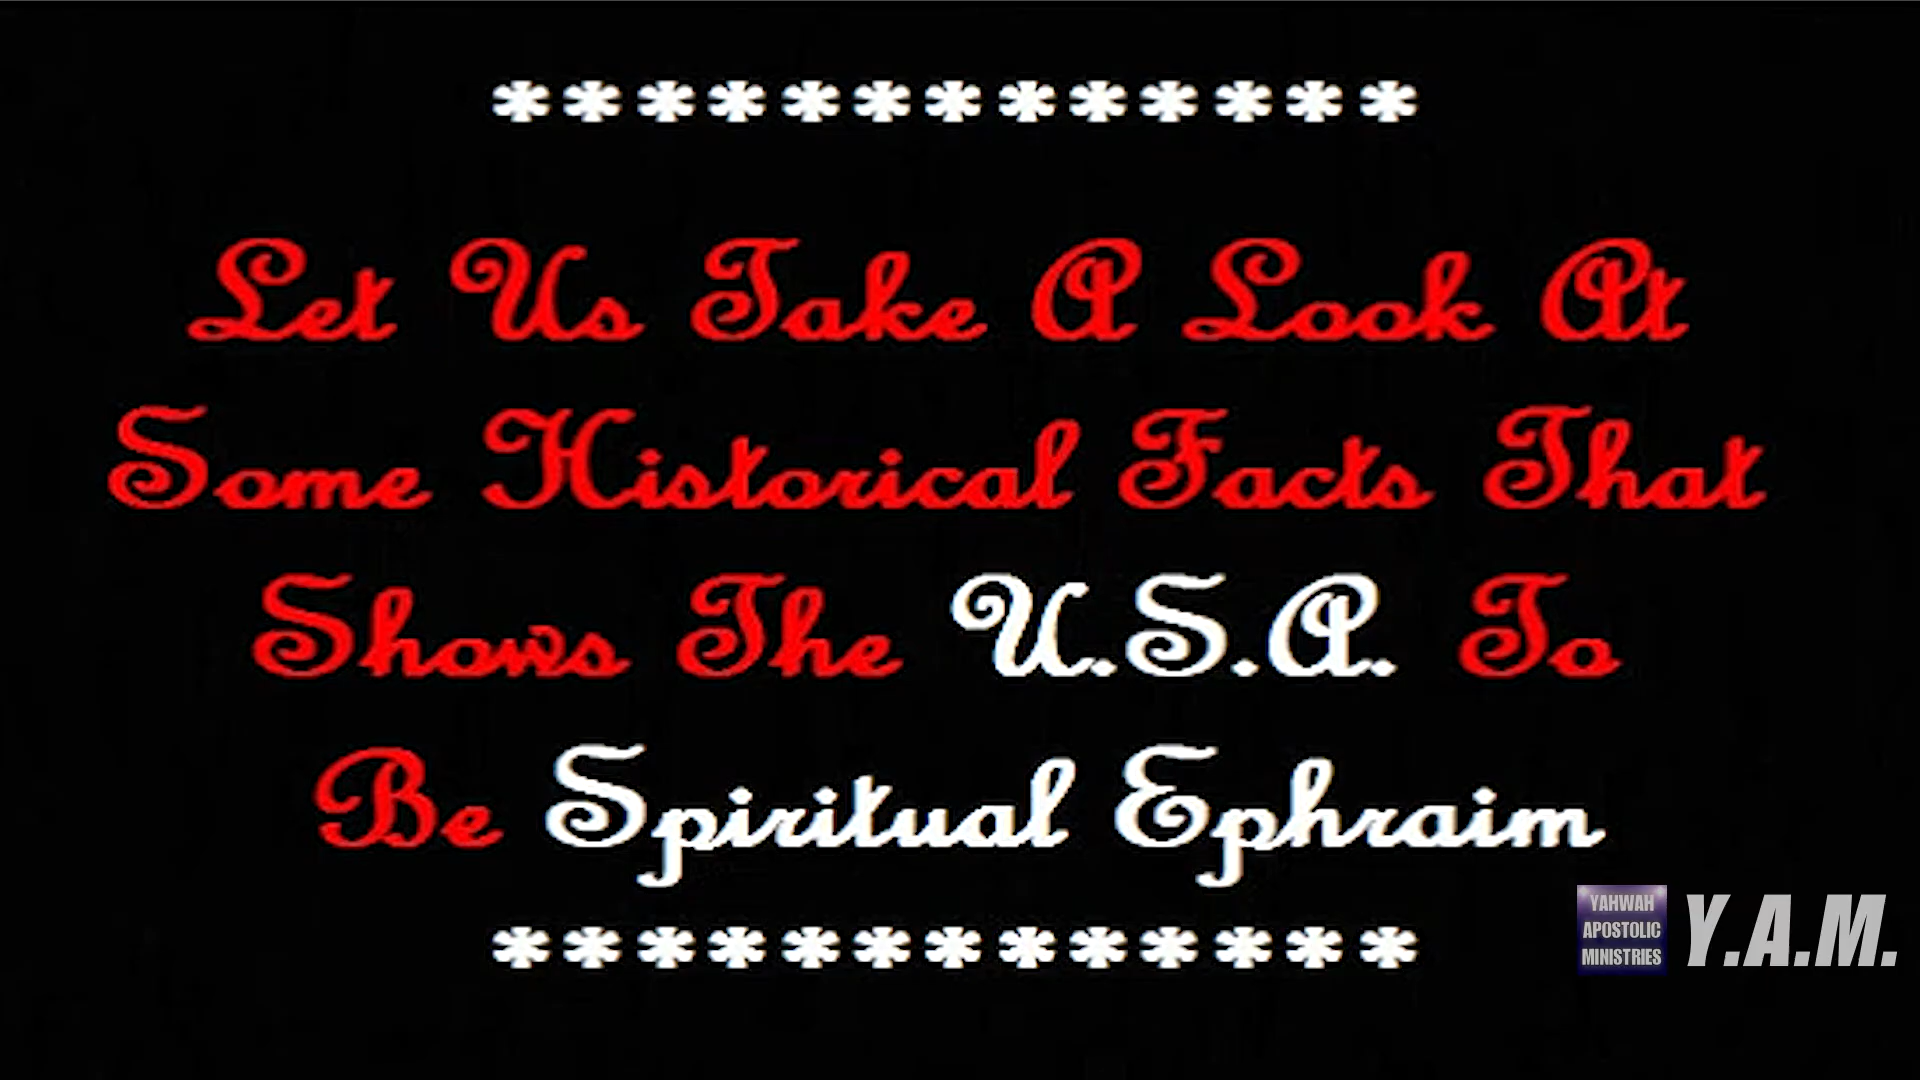 *************
Let Us Take A Look At
Some Historical Facts That
Shows The U.S.A. To
Be Spiritual Ephraim
*************
YAHWAH
APOSTOLIC
MINISTRIES
Y.A.M.